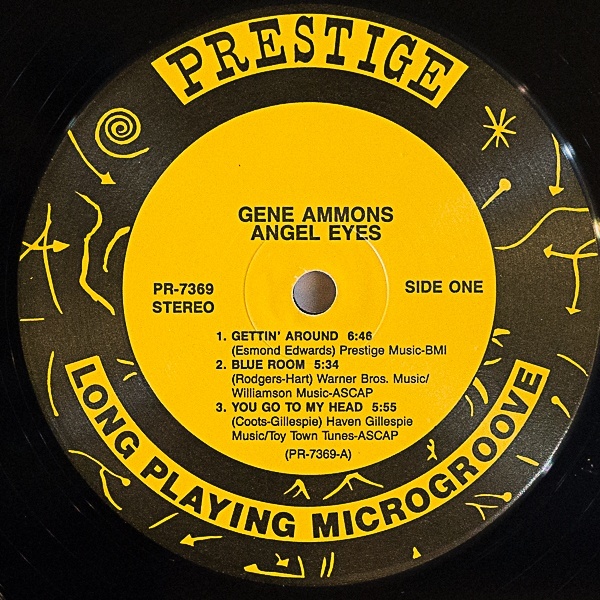 PRESTIGE
GENE AMMONS
ANGEL EYES
PR-7369
STEREO
SIDE ONE
1. GETTIN' AROUND 6:46
(Esmond Edwards) Prestige Music-BMI
2. BLUE ROOM 5:34
(Rodgers-Hart) Warner Bros. Music/
Williamson Music-ASCAP
3. YOU GO TO MY HEAD 5:55
(Coots-Gillespie) Haven Gillespie
Music/Toy Town Tunes-ASCAP
(PR-7369-A)
LONG PLAYING MICROGROOVE